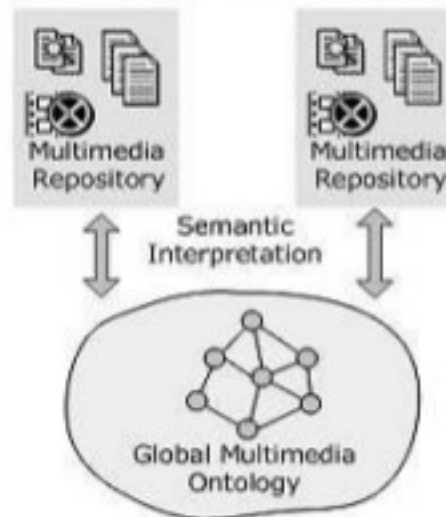 Multimedia
Repository
Multimedia
Repository
Semantic
Interpretation
Global Multimedia
Ontology